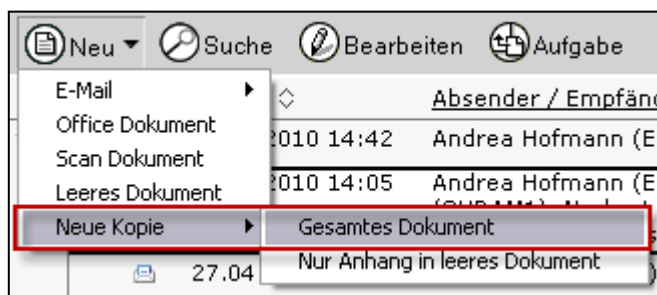 Neu Suche Bearbeiten Aufgabe
Absender / Empfän
E-Mail
Office Dokument
2010 14:42 Andrea Hofmann (E
Scan Dokument
Leeres Dokument
2010 14:05 Andrea Hofmann (E
Neue Kopie Gesamtes Dokument
Nur Anhang in leeres Dokument
27.04